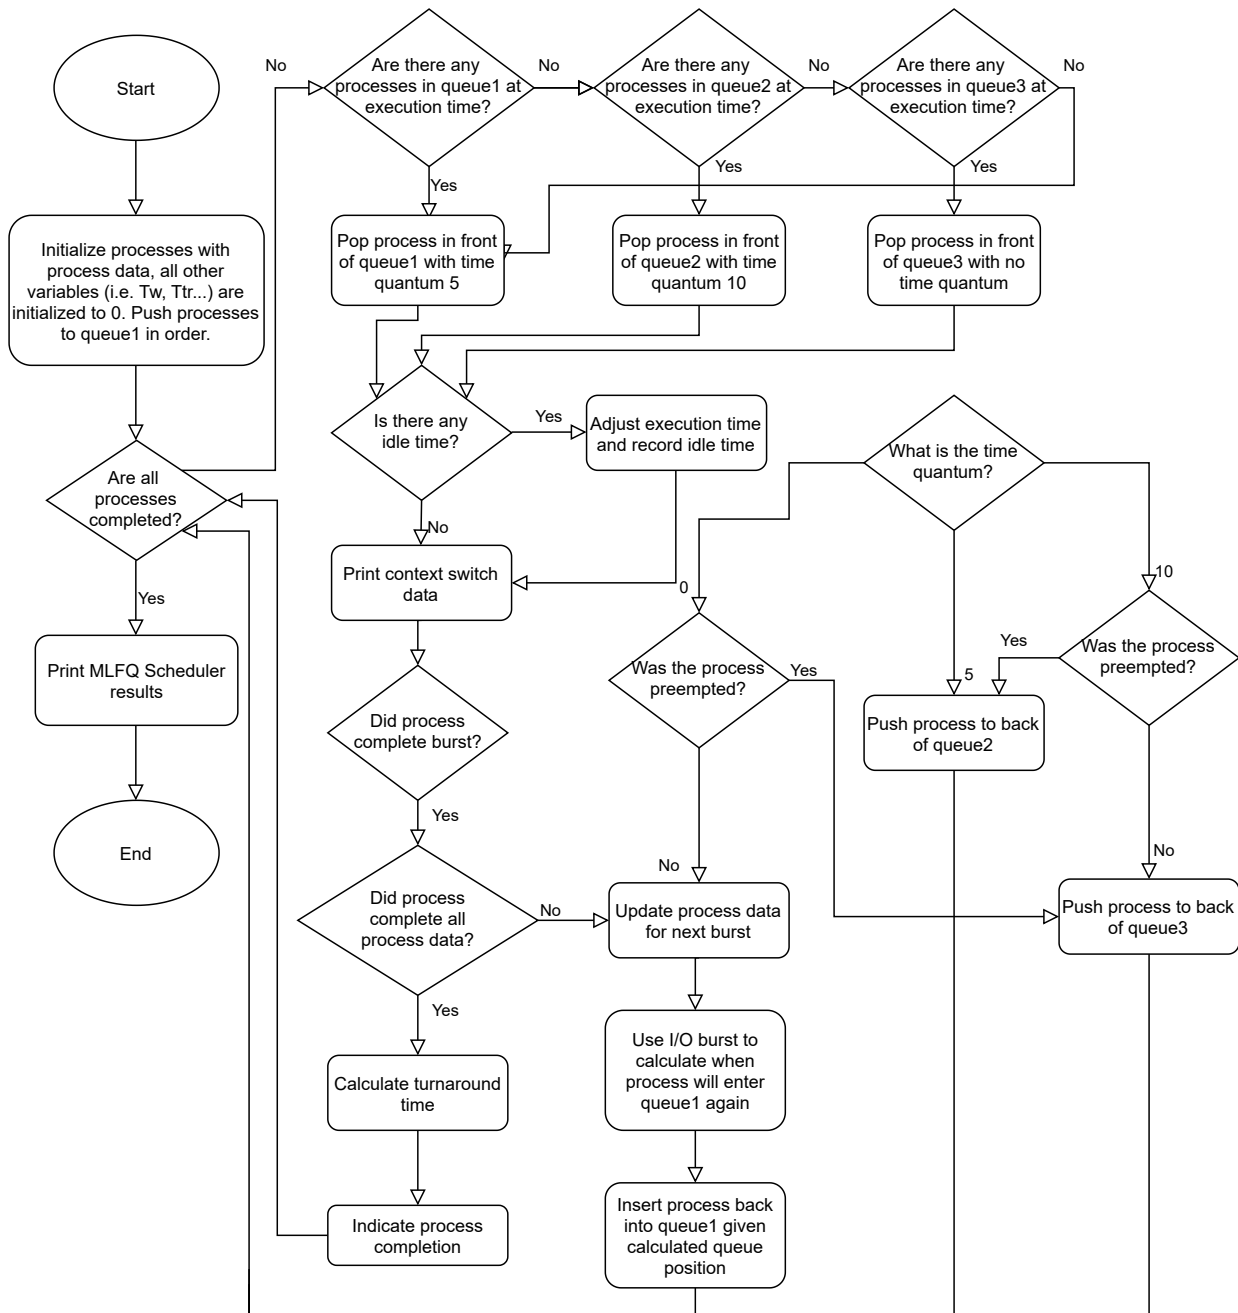 Start
Initialize processes with
process data, all other
variables (i.e. Tw, Ttr...) are
initialized to 0. Push processes
to queue1 in order.
Are all
processes
completed?
No
Yes
Print MLFQ Scheduler
results
End
Are there any
processes in queue1 at
execution time?
No
Yes
Are there any
processes in queue2 at
execution time?
No
Yes
Are there any
processes in queue3 at
execution time?
No
Yes
Pop process in front
of queue1 with time
quantum 5
Pop process in front
of queue2 with time
quantum 10
Pop process in front
of queue3 with no
time quantum
Is there any
idle time?
Yes
Adjust execution time
and record idle time
No
Print context switch
data
Did process
complete burst?
Yes
Did process
complete all
process data?
No
Yes
Calculate turnaround
time
Indicate process
completion
What is the time
quantum?
0
5
10
Was the process
preempted?
Yes
No
Was the process
preempted?
Yes
No
Push process to back
of queue2
Push process to back
of queue3
Update process data
for next burst
Use I/O burst to
calculate when
process will enter
queue1 again
Insert process back
into queue1 given
calculated queue
position